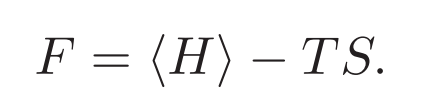 F = ⟨H⟩ − TS.